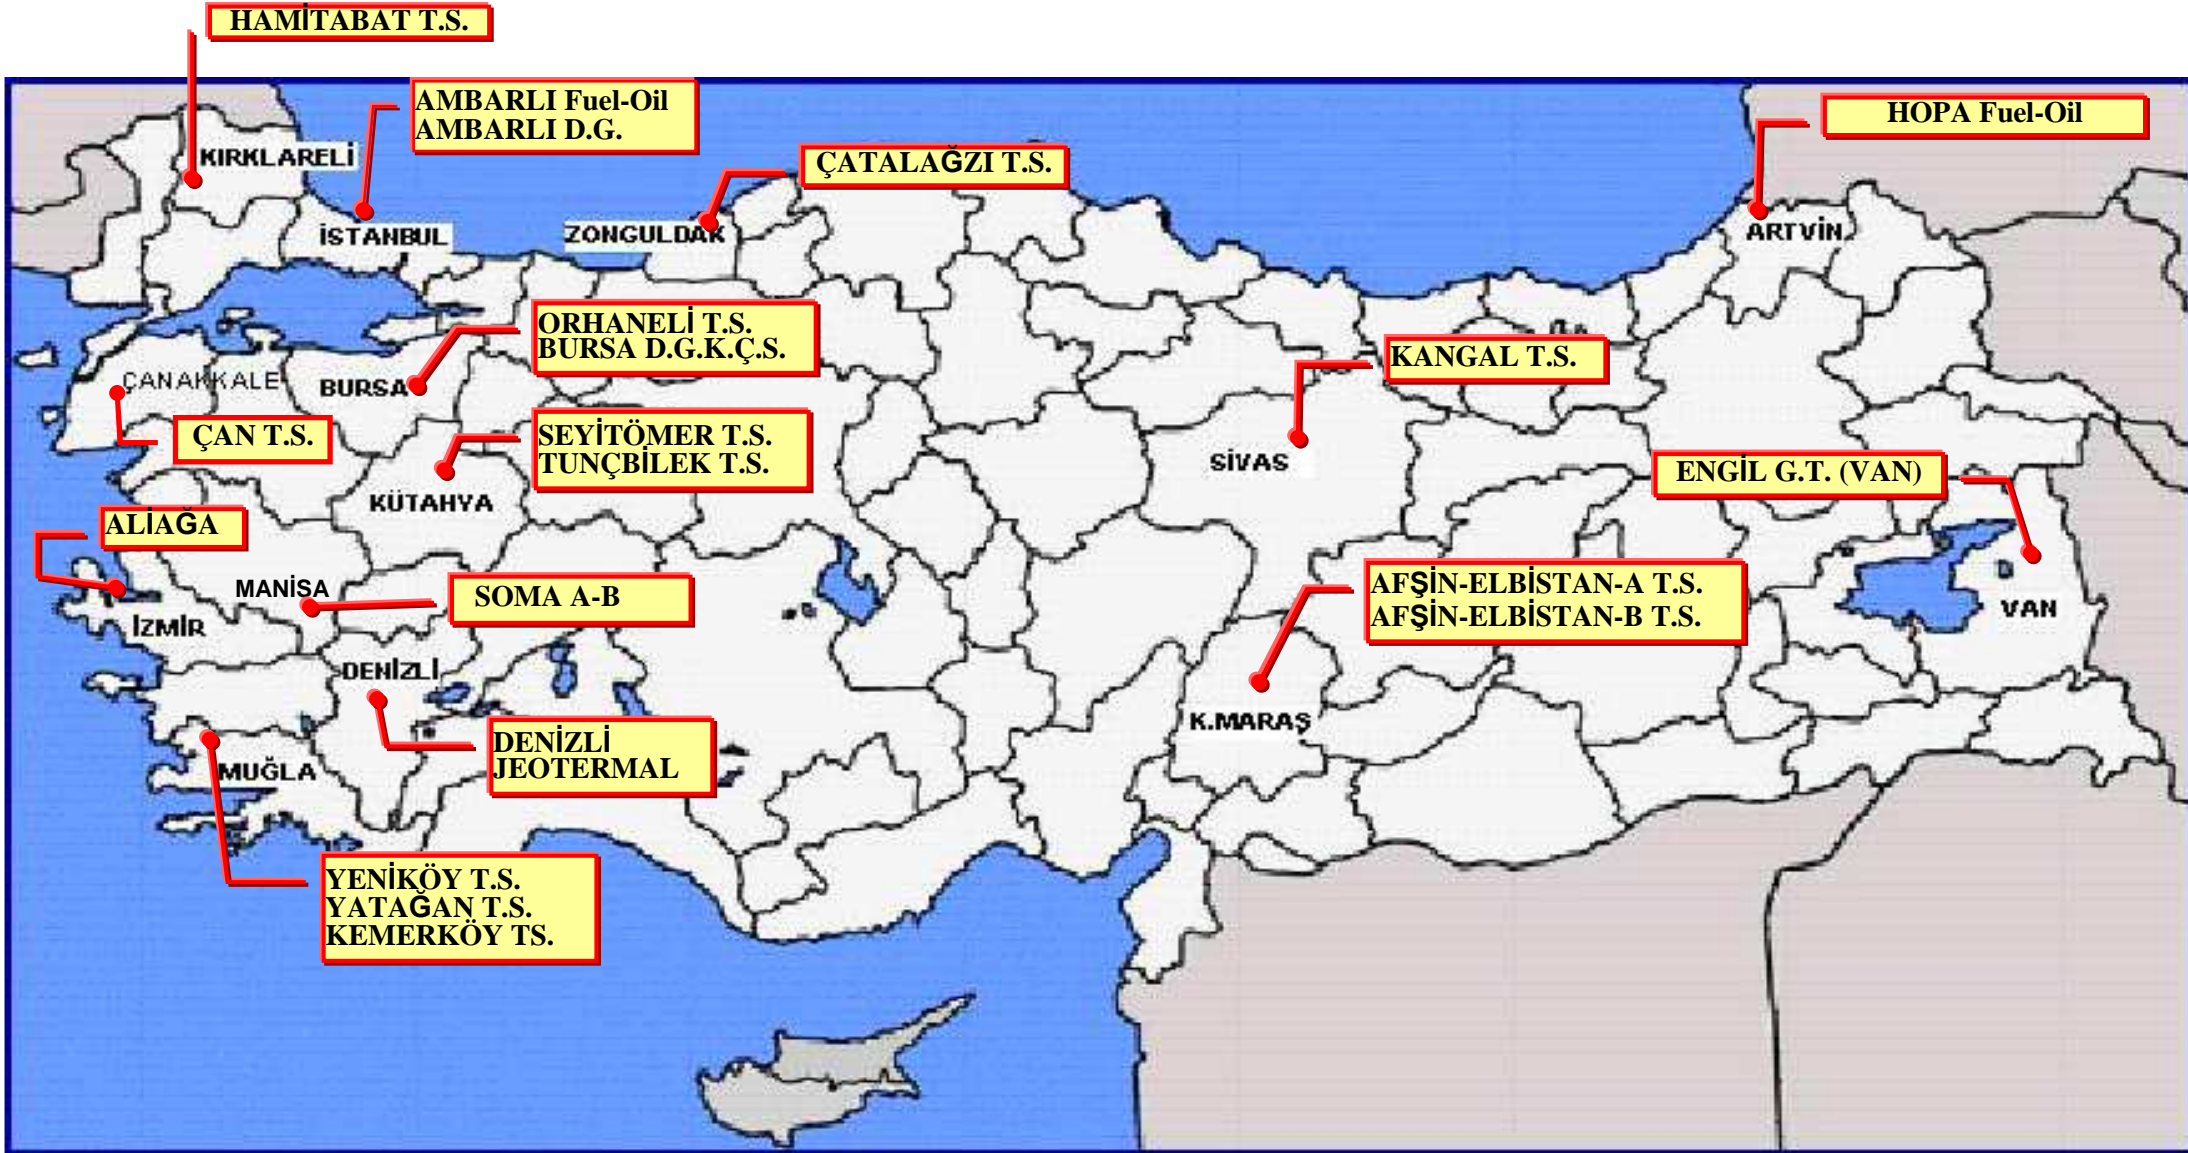 HAMİTABAT T.S.
AMBARLI Fuel-Oil
AMBARLI D.G.
HOPA Fuel-Oil
KIRKLARELİ
ÇATALAĞZI T.S.
İSTANBUL
ZONGULDAK
ARTVİN
ORHANELİ T.S.
BURSA D.G.K.Ç.S.
KANGAL T.S.
ÇANAKKALE
BURSA
ÇAN T.S.
SEYİTÖMER T.S.
TUNÇBİLEK T.S.
SİVAS
ENGİL G.T. (VAN)
KÜTAHYA
ALİAĞA
MANİSA
SOMA A-B
AFŞİN-ELBİSTAN-A T.S.
AFŞİN-ELBİSTAN-B T.S.
VAN
İZMİR
DENİZLİ
K.MARAŞ
DENİZLİ
JEOTERMAL
MUĞLA
YENİKÖY T.S.
YATAĞAN T.S.
KEMERKÖY TS.